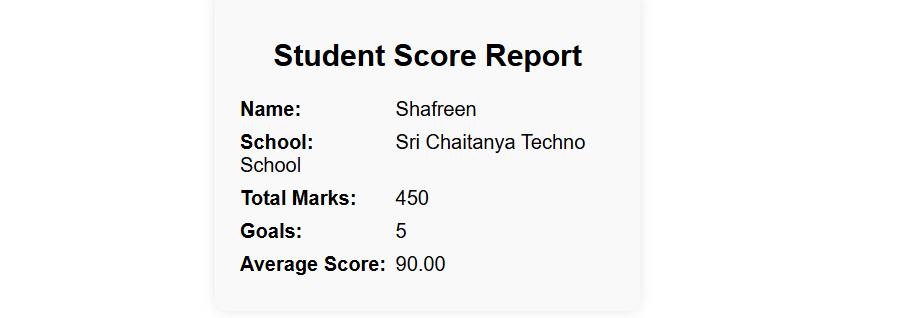 Student Score Report
Name: Shafreen
School: Sri Chaitanya Techno
School
Total Marks: 450
Goals: 5
Average Score: 90.00